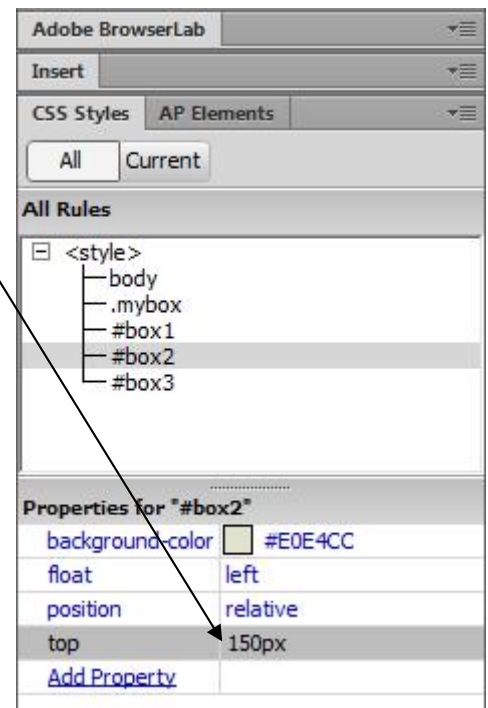 Adobe BrowserLab
Insert
CSS Styles AP Elements
All Current
All Rules
<style>
body
.mybox
#box1
#box2
#box3
Properties for "#box2"
background-color #E0E4CC
float left
position relative
top 150px
Add Property